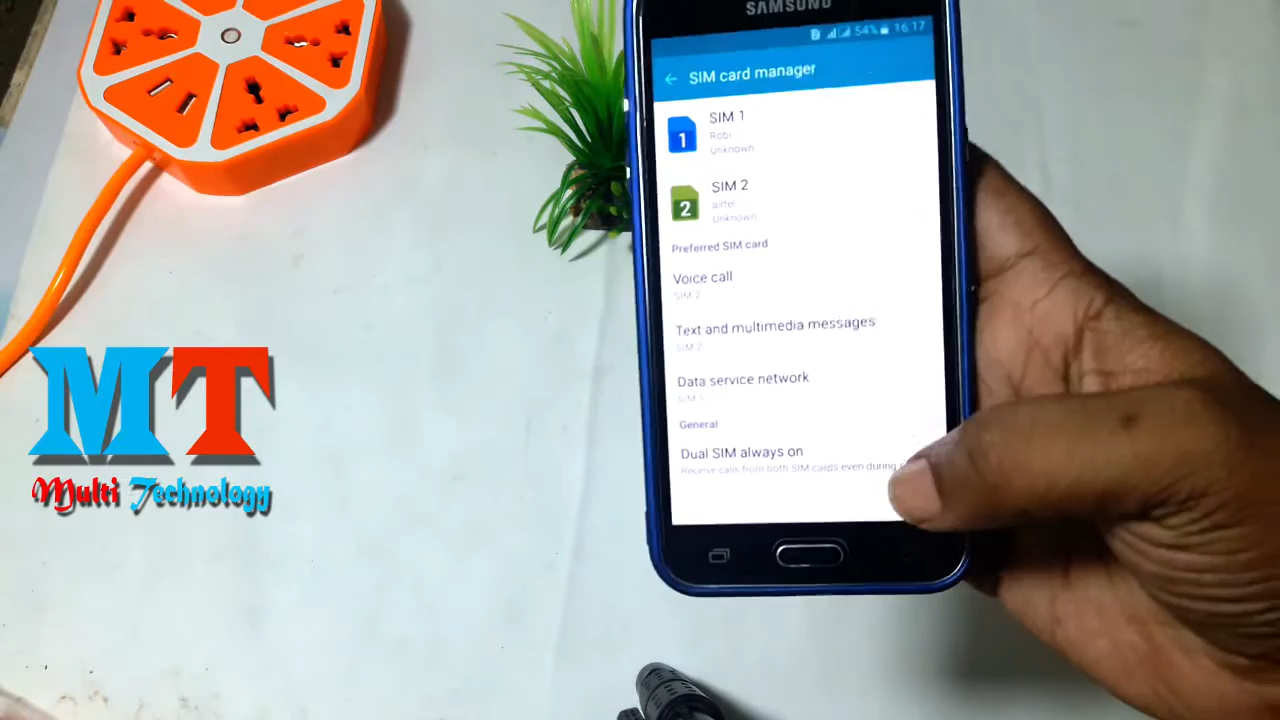 SAMSUNG
54% 16:17
SIM card manager
1
SIM 1
Robi
Unknown
2
SIM 2
airtel
Unknown
Preferred SIM card
Voice call
SIM 2
Text and multimedia messages
SIM 2
Data service network
SIM 1
General
Dual SIM always on
Receive calls from both SIM cards even during
MT
Multi Technology